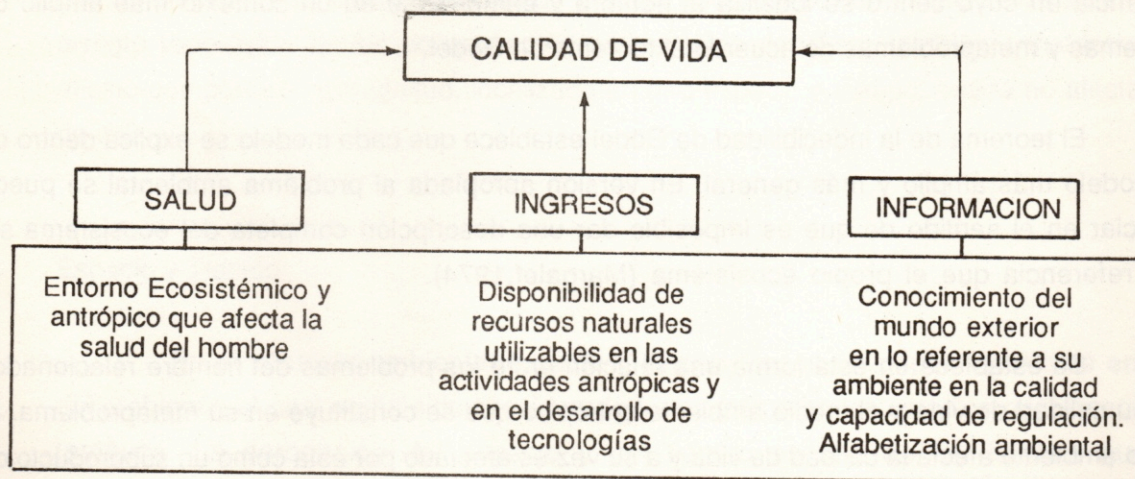 CALIDAD DE VIDA
SALUD
INGRESOS
INFORMACION
Entorno Ecosistémico y
antrópico que afecta la
salud del hombre
Disponibilidad de
recursos naturales
utilizables en las
actividades antrópicas y
en el desarrollo de
tecnologías
Conocimiento del
mundo exterior
en lo referente a su
ambiente en la calidad
y capacidad de regulación.
Alfabetización ambiental